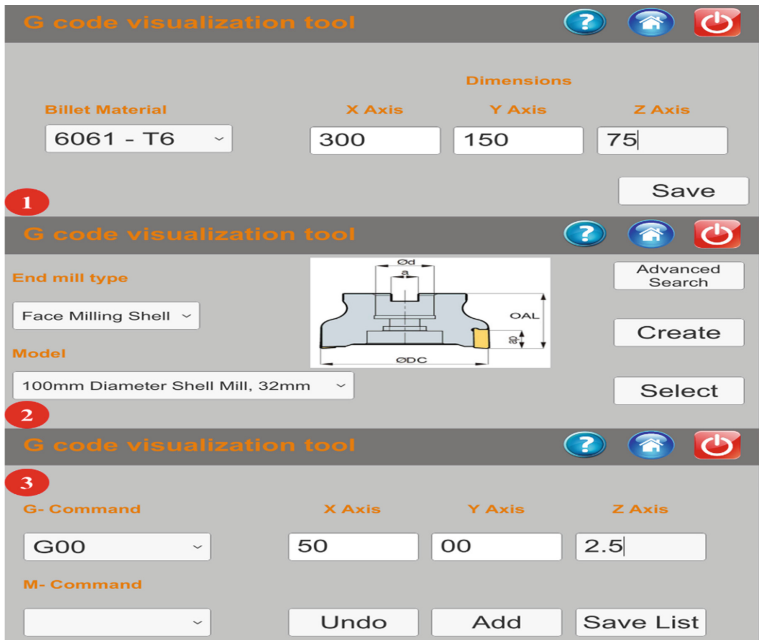 G code visualization tool ?
Dimensions
Billet Material X Axis Y Axis Z Axis
6061 - T6 300 150 75
Save
1
G code visualization tool ?
End mill type Ød Advanced Search
a
Face Milling Shell OAL Create
Model ap
ØDC
100mm Diameter Shell Mill, 32mm Select
2
G code visualization tool ?
3
G- Command X Axis Y Axis Z Axis
G00 50 00 2.5
M- Command
Undo Add Save List